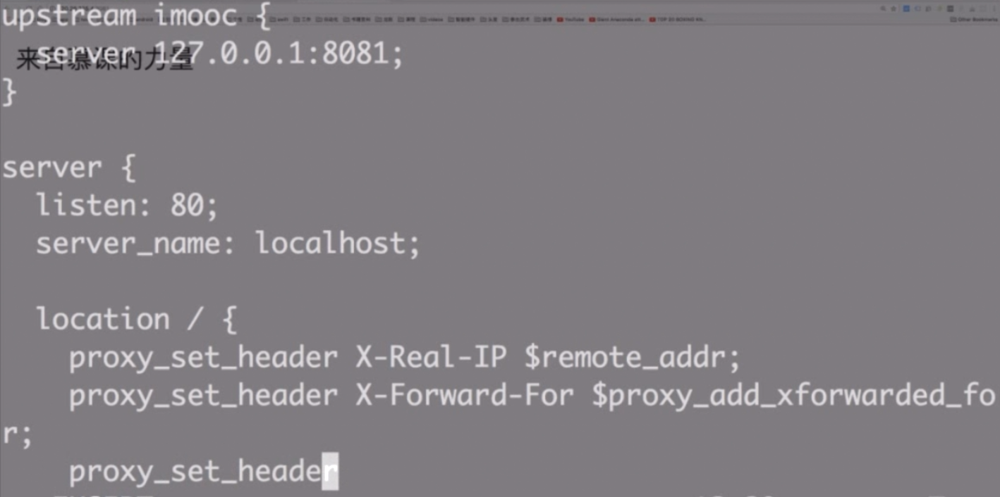 upstream imooc {
server 127.0.0.1:8081;
来自慕课的力量
}
server {
listen: 80;
server_name: localhost;
location / {
proxy_set_header X-Real-IP $remote_addr;
proxy_set_header X-Forward-For $proxy_add_xforwarded_fo
r;
proxy_set_header